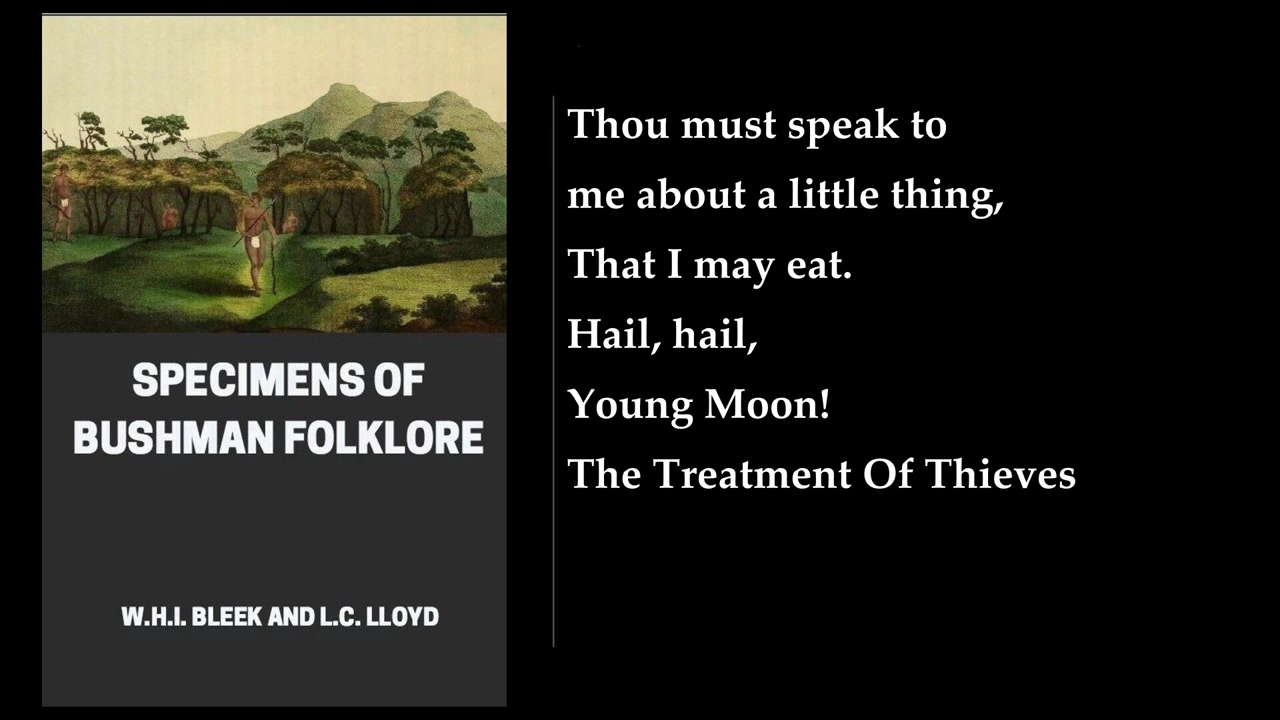 SPECIMENS OF
BUSHMAN FOLKLORE
W.H.I. BLEEK AND L.C. LLOYD
Thou must speak to
me about a little thing,
That I may eat.
Hail, hail,
Young Moon!
The Treatment Of Thieves